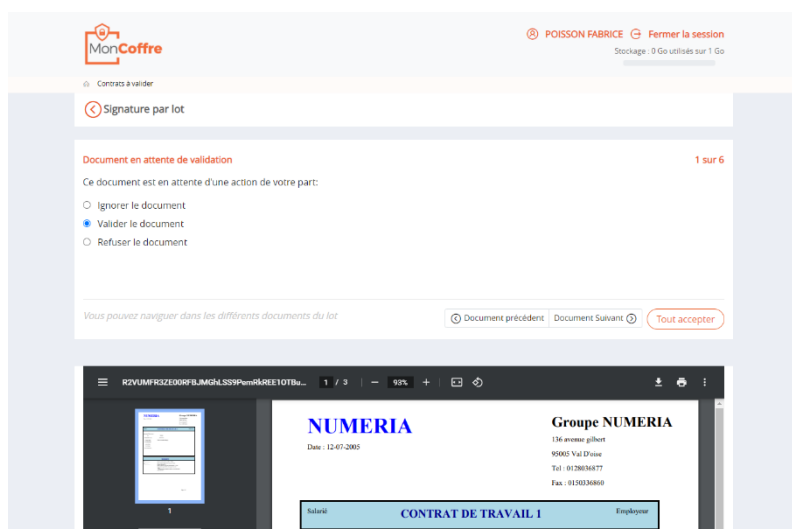 MonCoffre
POISSON FABRICE Fermer la session
Stockage : 0 Go utilisés sur 1 Go
Contrats à valider
Signature par lot
Document en attente de validation 1 sur 6
Ce document est en attente d'une action de votre part:
Ignorer le document
Valider le document
Refuser le document
Vous pouvez naviguer dans les différents documents du lot
Document précédent Document Suivant Tout accepter
1 / 3 93%
NUMERIA
Date : 12-07-2005
Groupe NUMERIA
136 avenue gilbert
95005 Val D'oise
Tel : 0128036877
Fax : 0150336860
1
Salarié CONTRAT DE TRAVAIL 1 Employeur